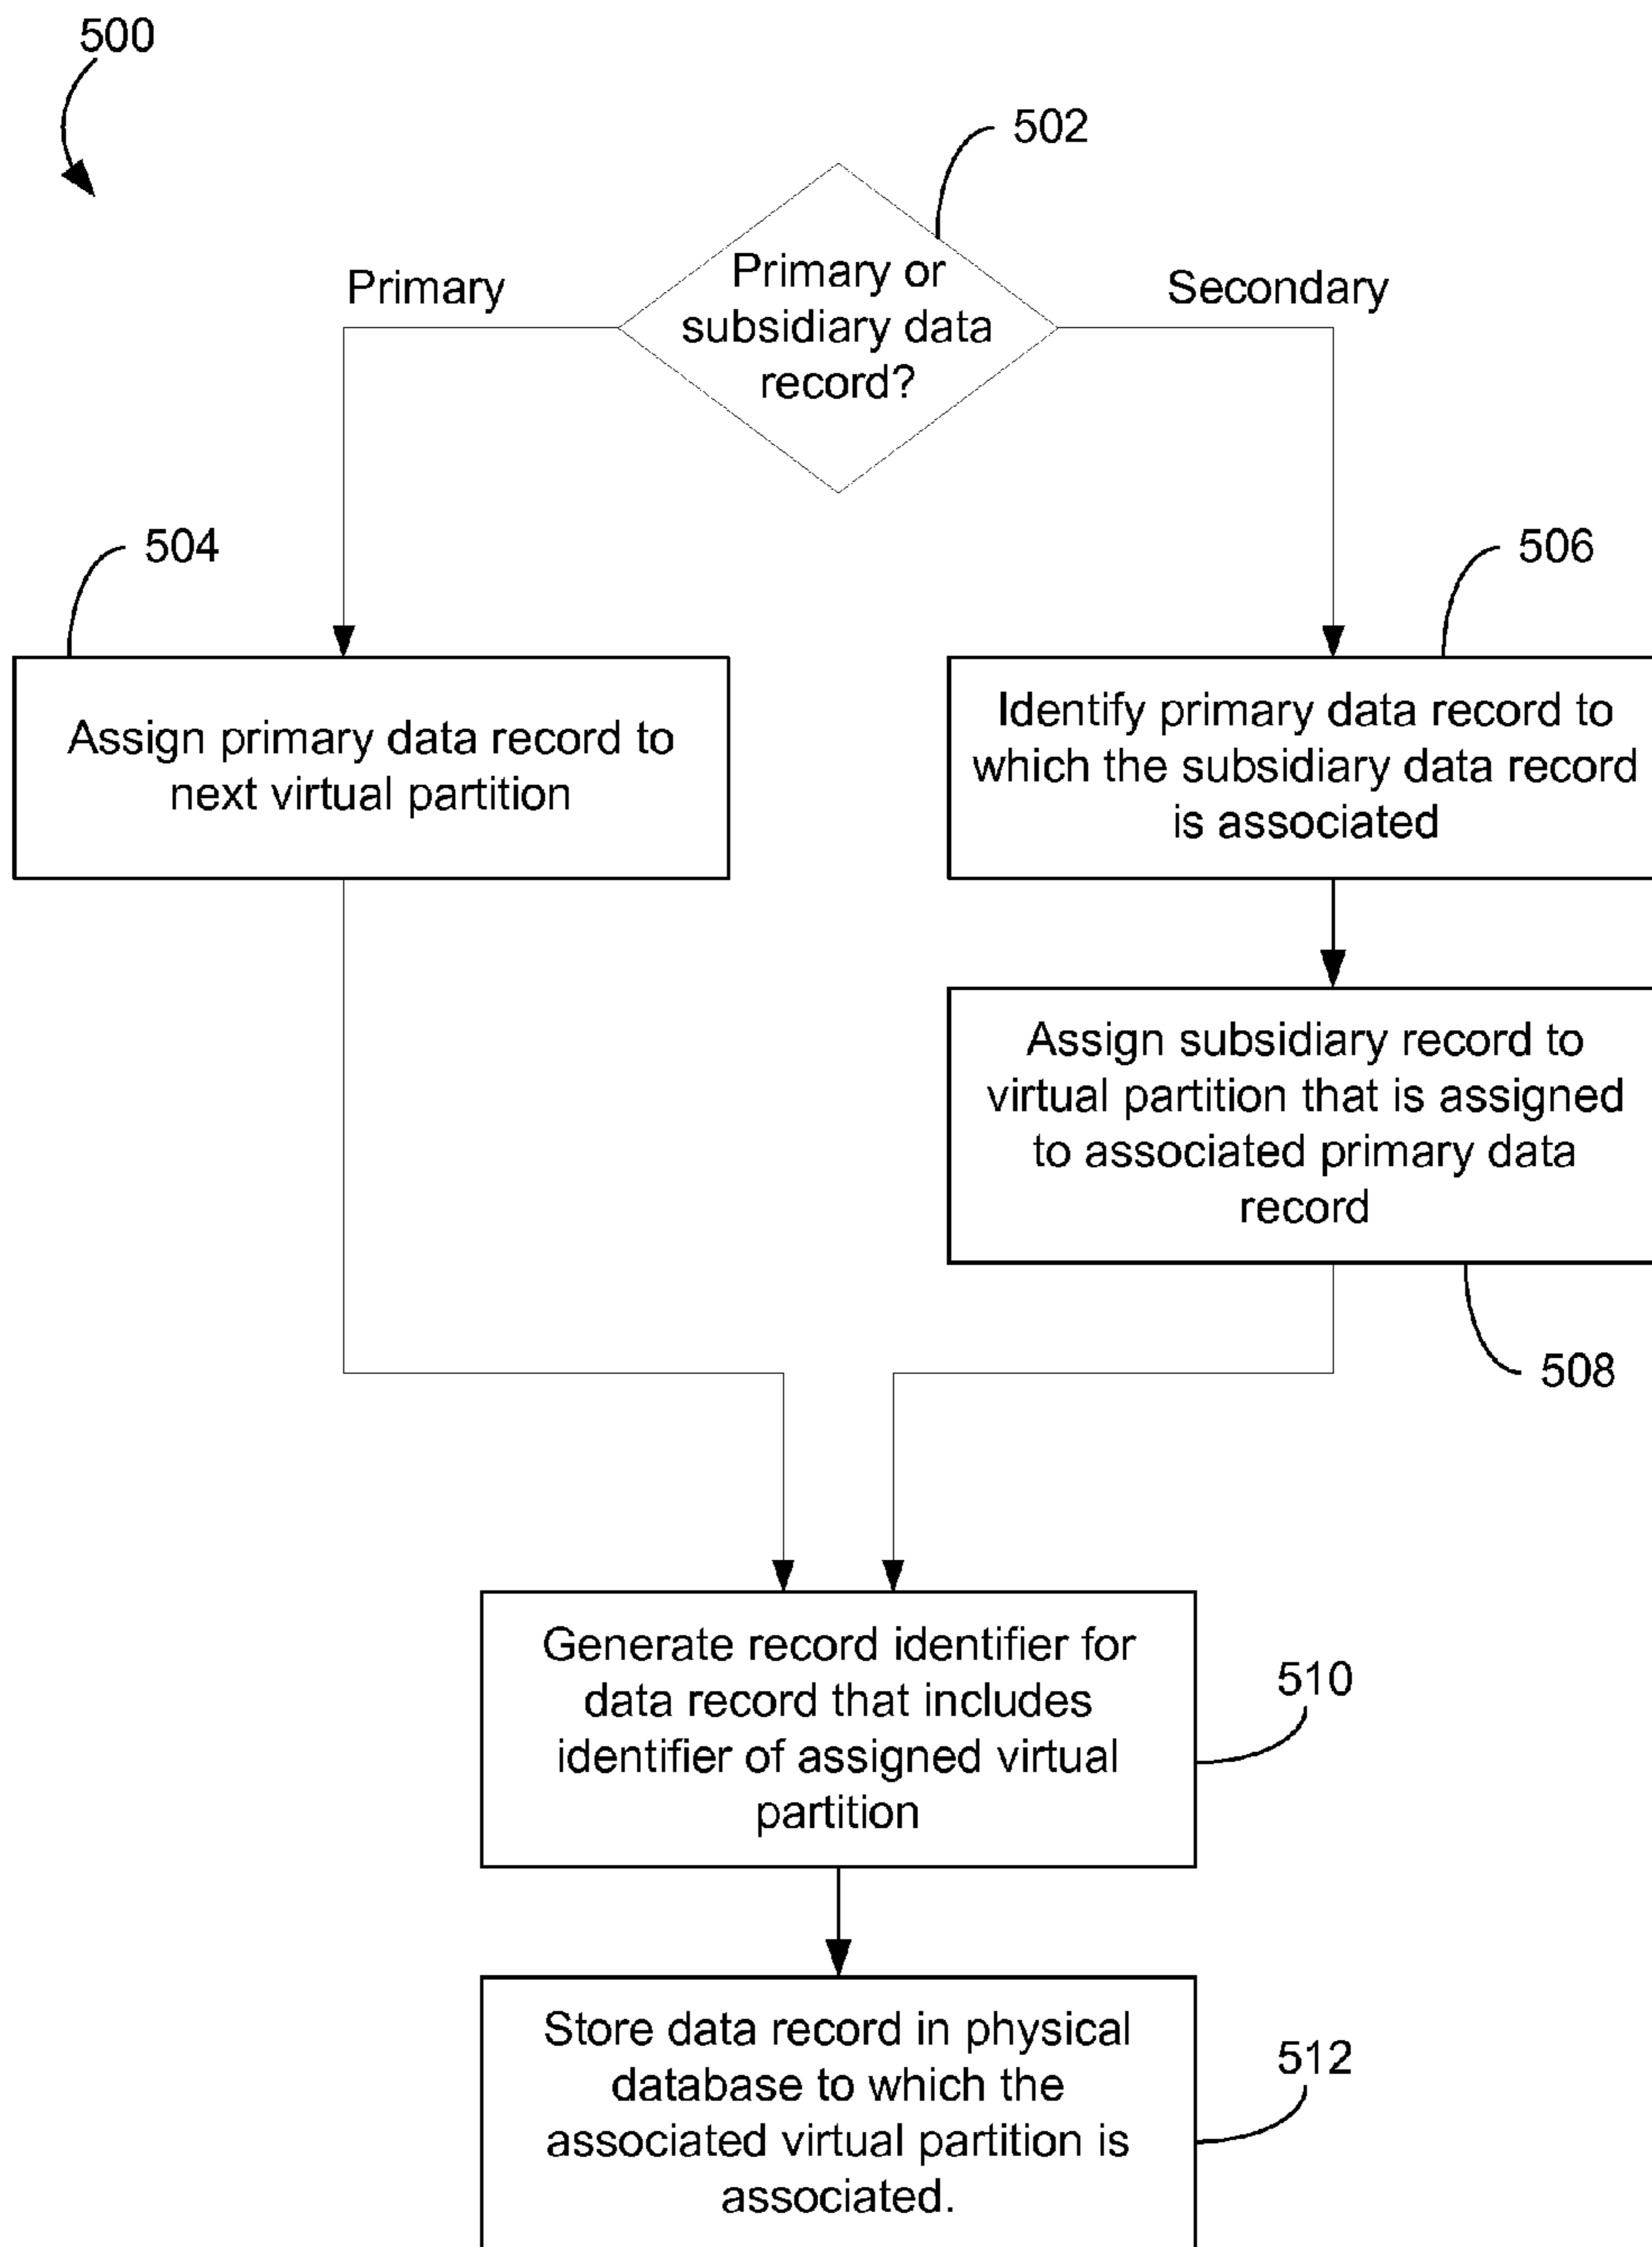 500
502
Primary or
subsidiary data
record?
Primary
Secondary
504
506
Assign primary data record to
next virtual partition
Identify primary data record to
which the subsidiary data record
is associated
Assign subsidiary record to
virtual partition that is assigned
to associated primary data
record
508
Generate record identifier for
data record that includes
identifier of assigned virtual
partition
510
Store data record in physical
database to which the
associated virtual partition is
associated.
512